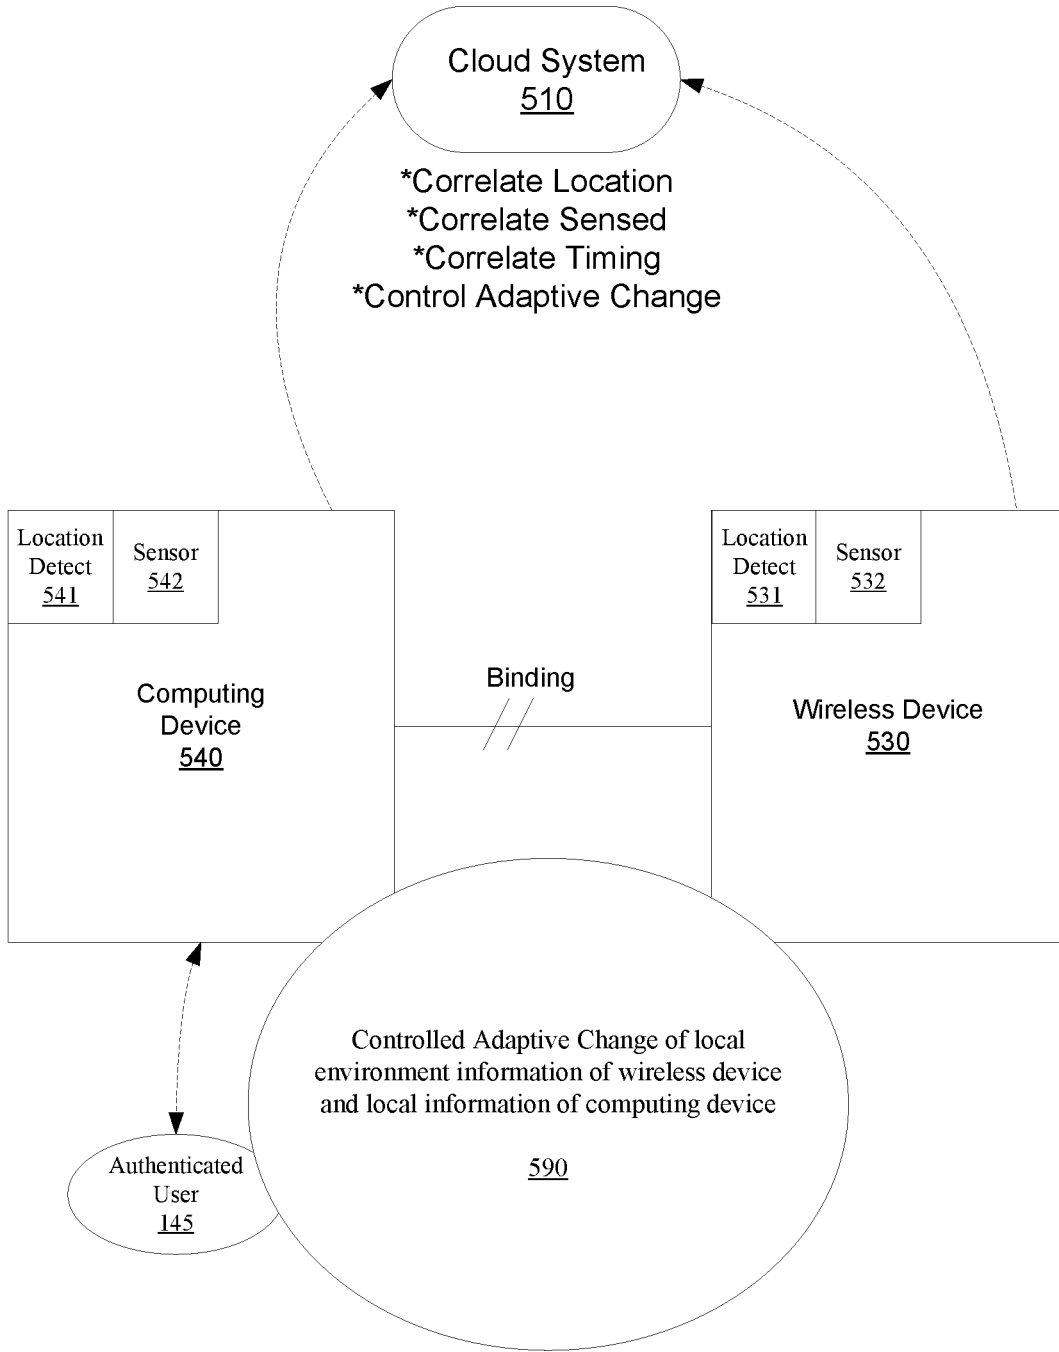 Cloud System
510
*Correlate Location
*Correlate Sensed
*Correlate Timing
*Control Adaptive Change
Location
Detect
541
Sensor
542
Location
Detect
531
Sensor
532
Computing
Device
540
Binding
Wireless Device
530
Controlled Adaptive Change of local
environment information of wireless device
and local information of computing device
590
Authenticated
User
145